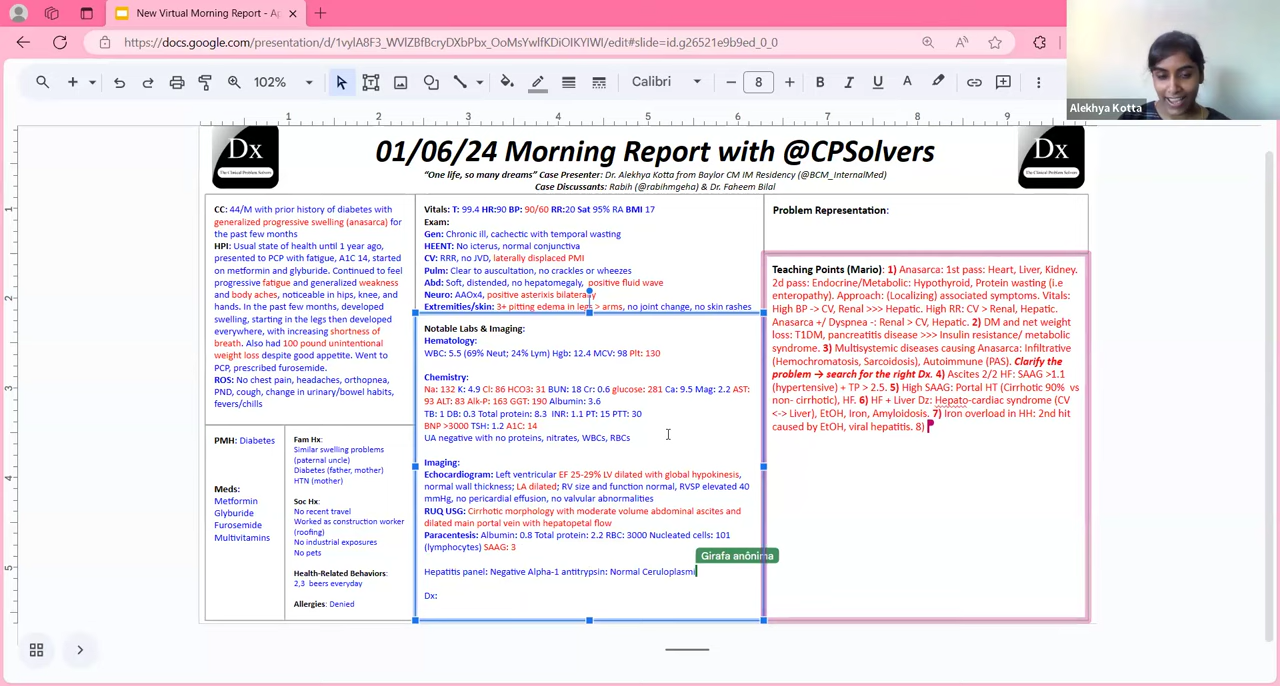 New Virtual Morning Report - Ap
https://docs.google.com/presentation/d/1vylA8F3_WVlZBfBcryDXbPbx_OoMsYwlfKDiOIKYIWI/edit#slide=id.g26521e9b9ed_0_0
102%
Calibri
8
Alekhya Kotta
1 2 3 4 5 6 7 8 9
Dx
The Clinical Problem Solvers
01/06/24 Morning Report with @CPSolvers
"One life, so many dreams" Case Presenter: Dr. Alekhya Kotta from Baylor CM IM Residency (@BCM_InternalMed)
Case Discussants: Rabih (@rabihmgeha) & Dr. Faheem Bilal
Dx
The Clinical Problem Solvers
CC: 44/M with prior history of diabetes with
generalized progressive swelling (anasarca) for
the past few months
HPI: Usual state of health until 1 year ago,
presented to PCP with fatigue, A1C 14, started
on metformin and glyburide. Continued to feel
progressive fatigue and generalized weakness
and body aches, noticeable in hips, knee, and
hands. In the past few months, developed
swelling, starting in the legs then developed
everywhere, with increasing shortness of
breath. Also had 100 pound unintentional
weight loss despite good appetite. Went to
PCP, prescribed furosemide.
ROS: No chest pain, headaches, orthopnea,
PND, cough, change in urinary/bowel habits,
fevers/chills
PMH: Diabetes
Meds:
Metformin
Glyburide
Furosemide
Multivitamins
Fam Hx:
Similar swelling problems
(paternal uncle)
Diabetes (father, mother)
HTN (mother)
Soc Hx:
No recent travel
Worked as construction worker
(roofing)
No industrial exposures
No pets
Health-Related Behaviors:
2,3 beers everyday
Allergies: Denied
Vitals: T: 99.4 HR:90 BP: 90/60 RR:20 Sat 95% RA BMI 17
Exam:
Gen: Chronic ill, cachectic with temporal wasting
HEENT: No icterus, normal conjunctiva
CV: RRR, no JVD, laterally displaced PMI
Pulm: Clear to auscultation, no crackles or wheezes
Abd: Soft, distended, no hepatomegaly, positive fluid wave
Neuro: AAOx4, positive asterixis bilaterally
Extremities/skin: 3+ pitting edema in legs > arms, no joint change, no skin rashes
Notable Labs & Imaging:
Hematology:
WBC: 5.5 (69% Neut; 24% Lym) Hgb: 12.4 MCV: 98 Plt: 130
Chemistry:
Na: 132 K: 4.9 Cl: 86 HCO3: 31 BUN: 18 Cr: 0.6 glucose: 281 Ca: 9.5 Mag: 2.2 AST:
93 ALT: 83 Alk-P: 163 GGT: 190 Albumin: 3.6
TB: 1 DB: 0.3 Total protein: 8.3 INR: 1.1 PT: 15 PTT: 30
BNP >3000 TSH: 1.2 A1C: 14
UA negative with no proteins, nitrates, WBCs, RBCs
Imaging:
Echocardiogram: Left ventricular EF 25-29% LV dilated with global hypokinesis,
normal wall thickness; LA dilated; RV size and function normal, RVSP elevated 40
mmHg, no pericardial effusion, no valvular abnormalities
RUQ USG: Cirrhotic morphology with moderate volume abdominal ascites and
dilated main portal vein with hepatopetal flow
Paracentesis: Albumin: 0.8 Total protein: 2.2 RBC: 3000 Nucleated cells: 101
(lymphocytes) SAAG: 3
Girafa anônima
Hepatitis panel: Negative Alpha-1 antitrypsin: Normal Ceruloplasmi
Dx:
Problem Representation:
Teaching Points (Mario): 1) Anasarca: 1st pass: Heart, Liver, Kidney.
2d pass: Endocrine/Metabolic: Hypothyroid, Protein wasting (i.e
enteropathy). Approach: (Localizing) associated symptoms. Vitals:
High BP -> CV, Renal >>> Hepatic. High RR: CV > Renal, Hepatic.
Anasarca +/ Dyspnea -: Renal > CV, Hepatic. 2) DM and net weight
loss: T1DM, pancreatitis disease >>> Insulin resistance/ metabolic
syndrome. 3) Multisystemic diseases causing Anasarca: Infiltrative
(Hemochromatosis, Sarcoidosis), Autoimmune (PAS). Clarify the
problem → search for the right Dx. 4) Ascites 2/2 HF: SAAG >1.1
(hypertensive) + TP > 2.5. 5) High SAAG: Portal HT (Cirrhotic 90% vs
non- cirrhotic), HF. 6) HF + Liver Dz: Hepato-cardiac syndrome (CV
<-> Liver), EtOH, Iron, Amyloidosis. 7) Iron overload in HH: 2nd hit
caused by EtOH, viral hepatitis. 8)